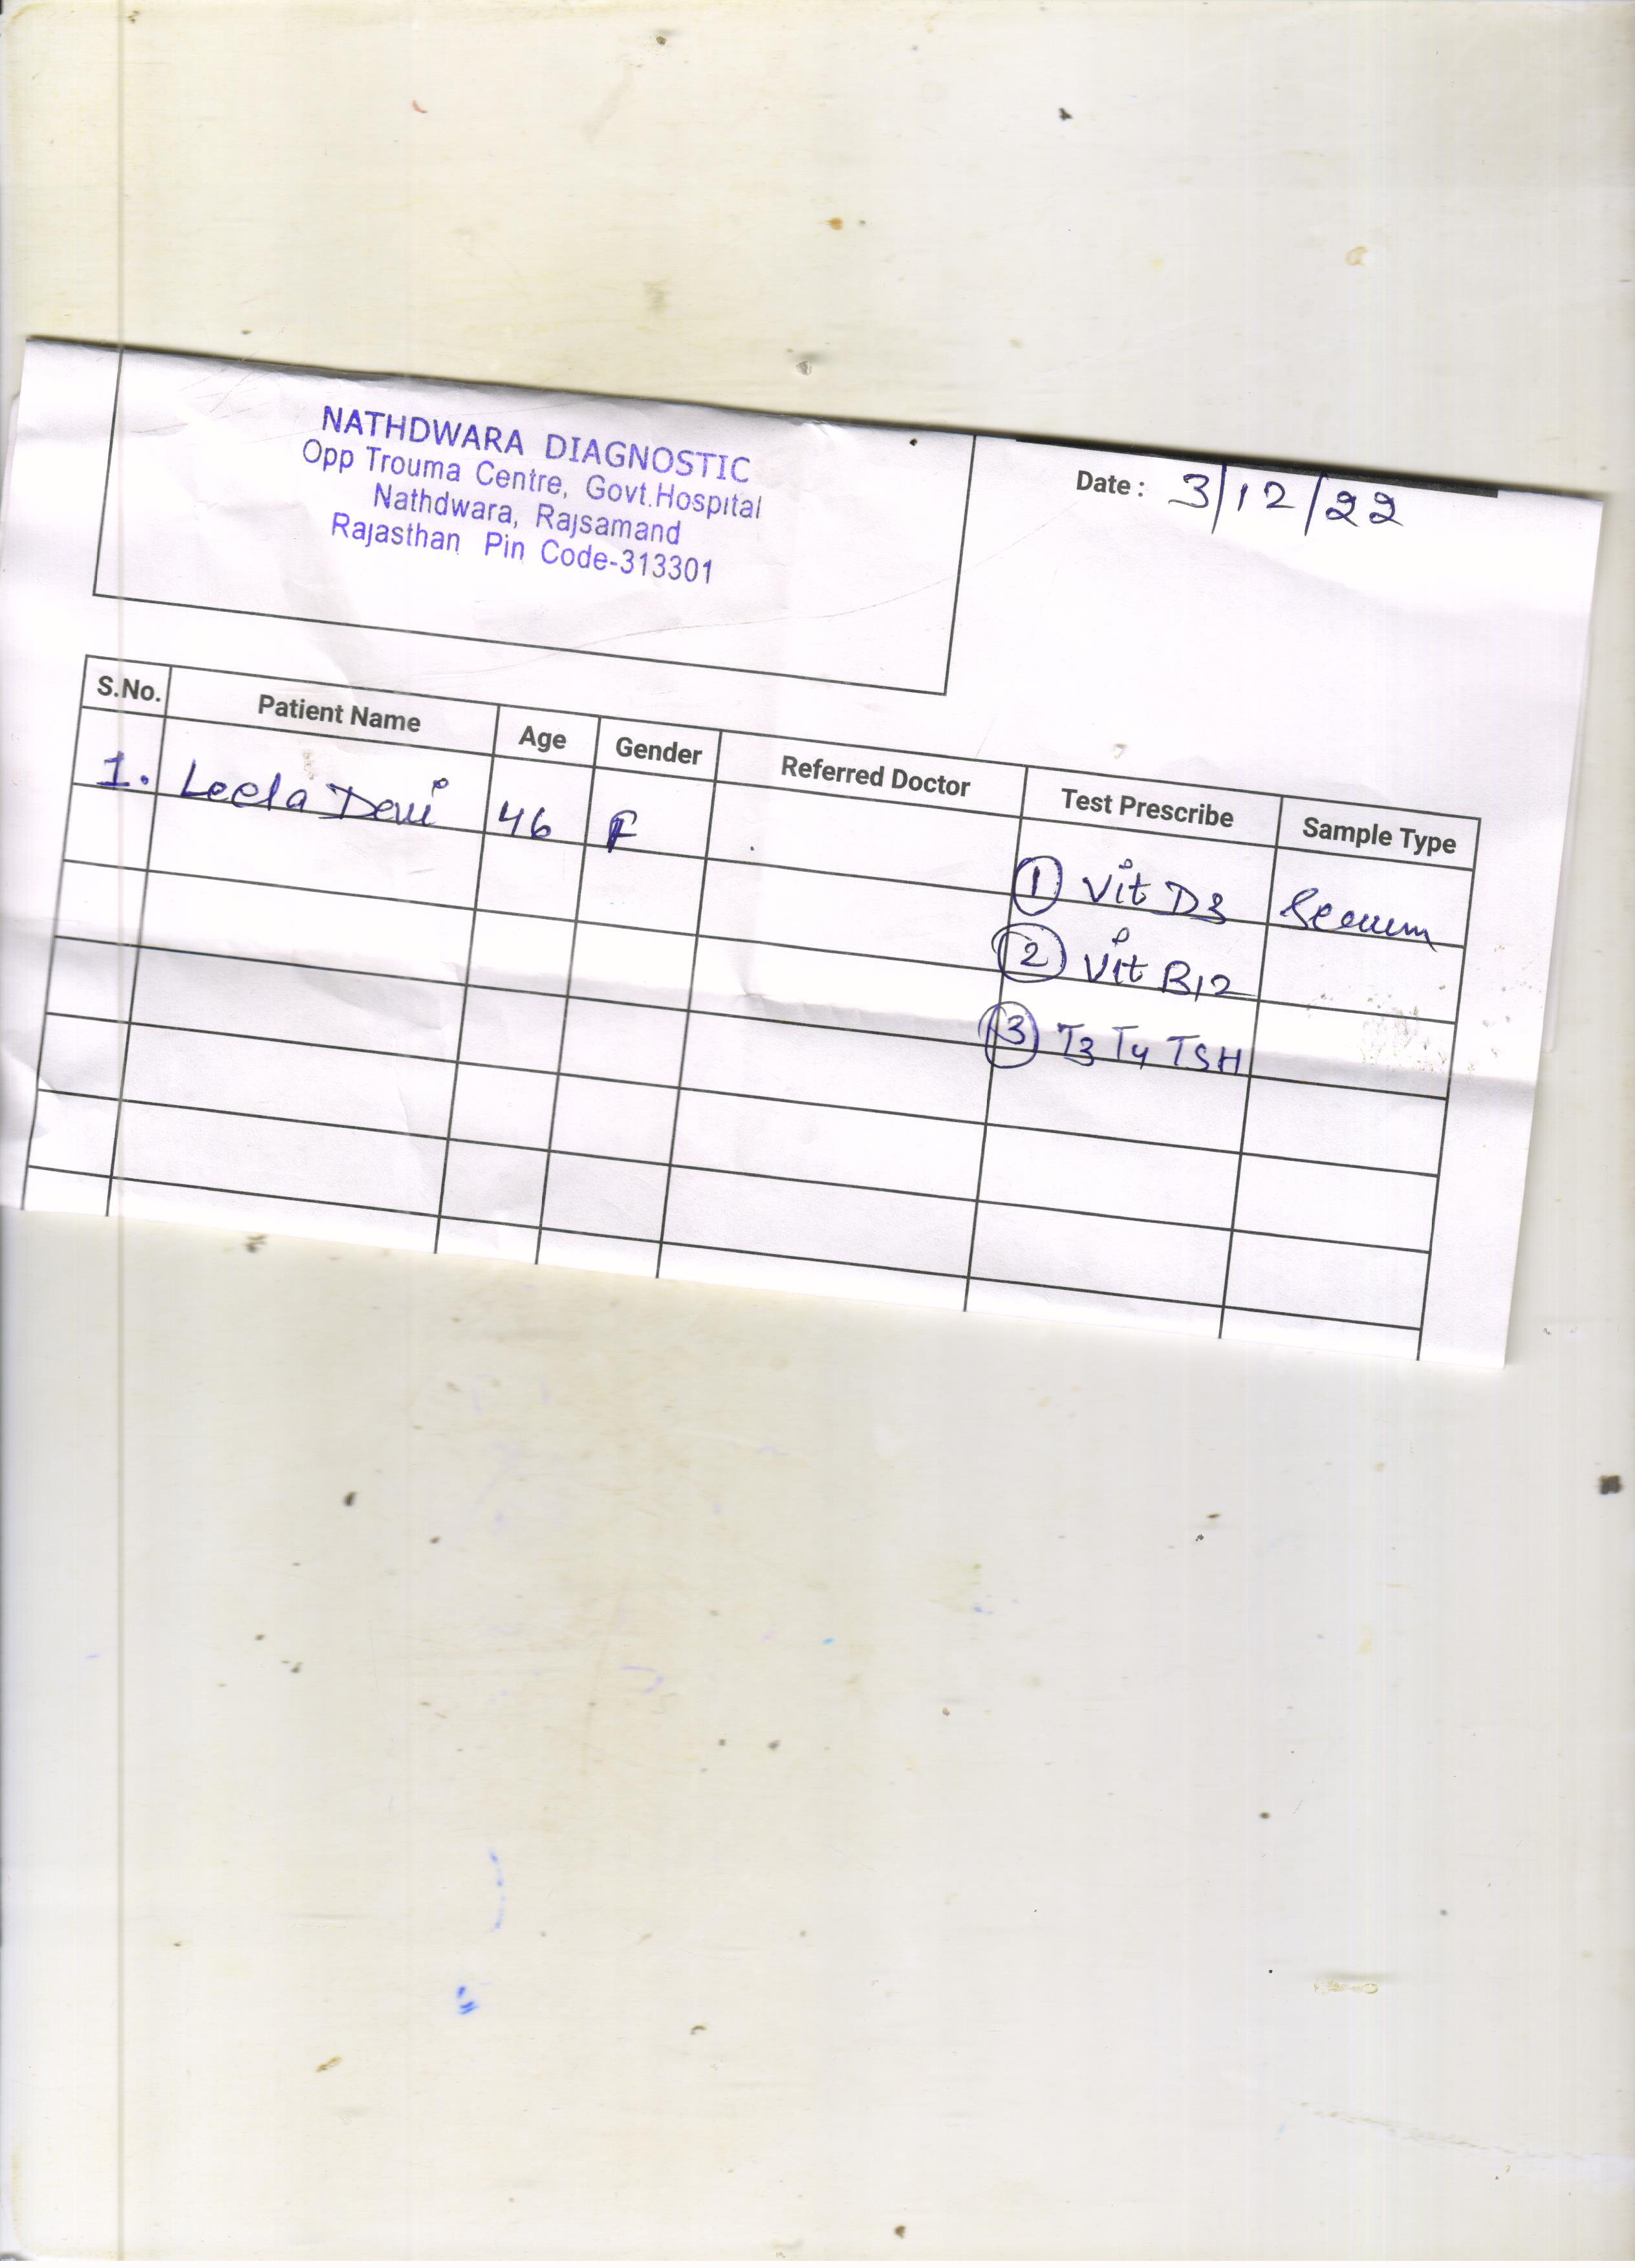 NATHDWARA DIAGNOSTIC
Opp Trouma Centre, Govt.Hospital
Nathdwara, Rajsamand
Rajasthan Pin Code-313301
Date : 3/12/22
S.No. Patient Name Age Gender Referred Doctor Test Prescribe Sample Type
1. Leela Devi 46 F 1 Vit D3 Serum
2 Vit B12
3 T3 T4 TSH